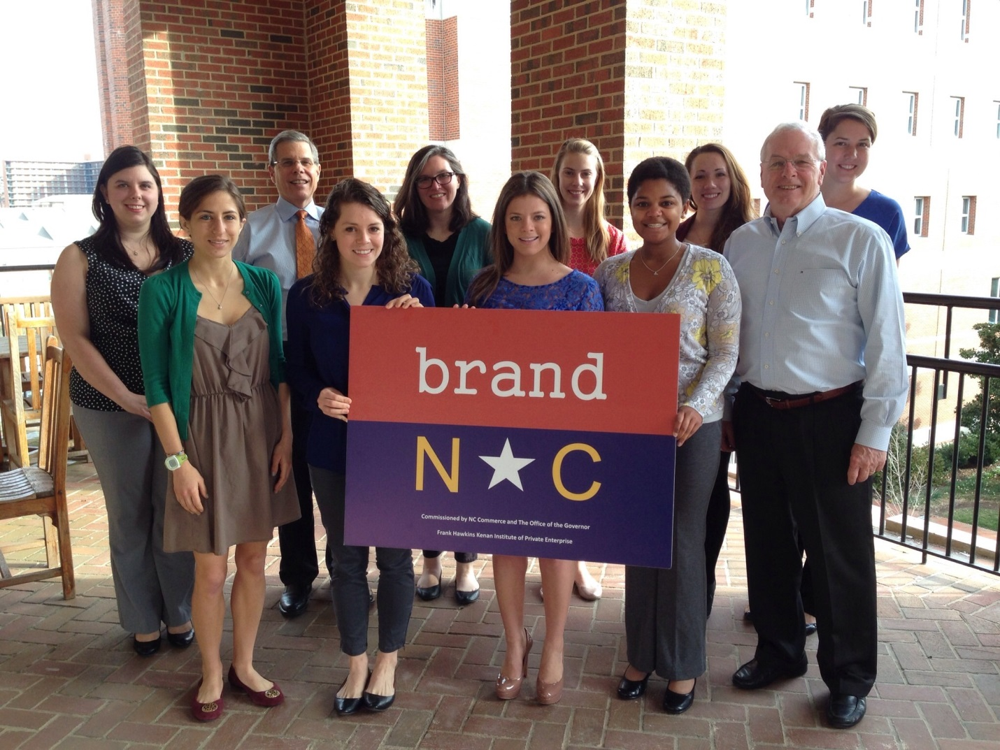 brand
N★C
Commissioned by NC Commerce and The Office of the Governor
Frank Hawkins Kenan Institute of Private Enterprise